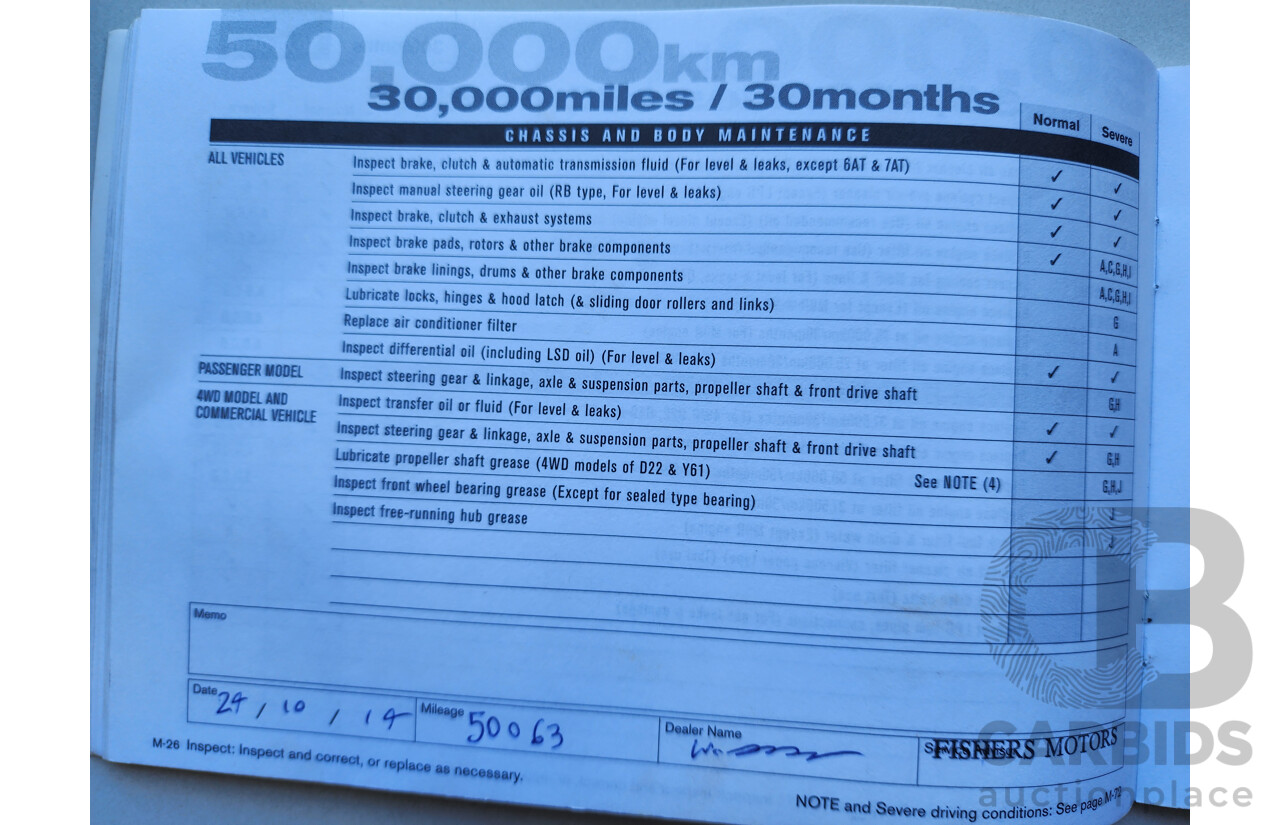 50,000km
30,000miles / 30months
Normal Severe
CHASSIS AND BODY MAINTENANCE
ALL VEHICLES Inspect brake, clutch & automatic transmission fluid (For level & leaks, except 6AT & 7AT) ✓ ✓
Inspect manual steering gear oil (RB type, For level & leaks) ✓ ✓
Inspect brake, clutch & exhaust systems ✓ ✓
Inspect brake pads, rotors & other brake components ✓ A,C,G,H,I
Inspect brake linings, drums & other brake components A,C,G,H,I
Lubricate locks, hinges & hood latch (& sliding door rollers and links) G
Replace air conditioner filter A
Inspect differential oil (including LSD oil) (For level & leaks) ✓ ✓
PASSENGER MODEL Inspect steering gear & linkage, axle & suspension parts, propeller shaft & front drive shaft G,H
4WD MODEL AND Inspect transfer oil or fluid (For level & leaks) ✓ ✓
COMMERCIAL VEHICLE Inspect steering gear & linkage, axle & suspension parts, propeller shaft & front drive shaft ✓ G,H
Lubricate propeller shaft grease (4WD models of D22 & Y61) See NOTE (4) G,H,J
Inspect front wheel bearing grease (Except for sealed type bearing) J
Inspect free-running hub grease J
Memo
Date 29 / 10 / 19 Mileage 50063 Dealer Name FISHERS MOTORS
M-26 Inspect: Inspect and correct, or replace as necessary.
NOTE and Severe driving conditions: See page M-72
CB
CARBIDS
auctionplace